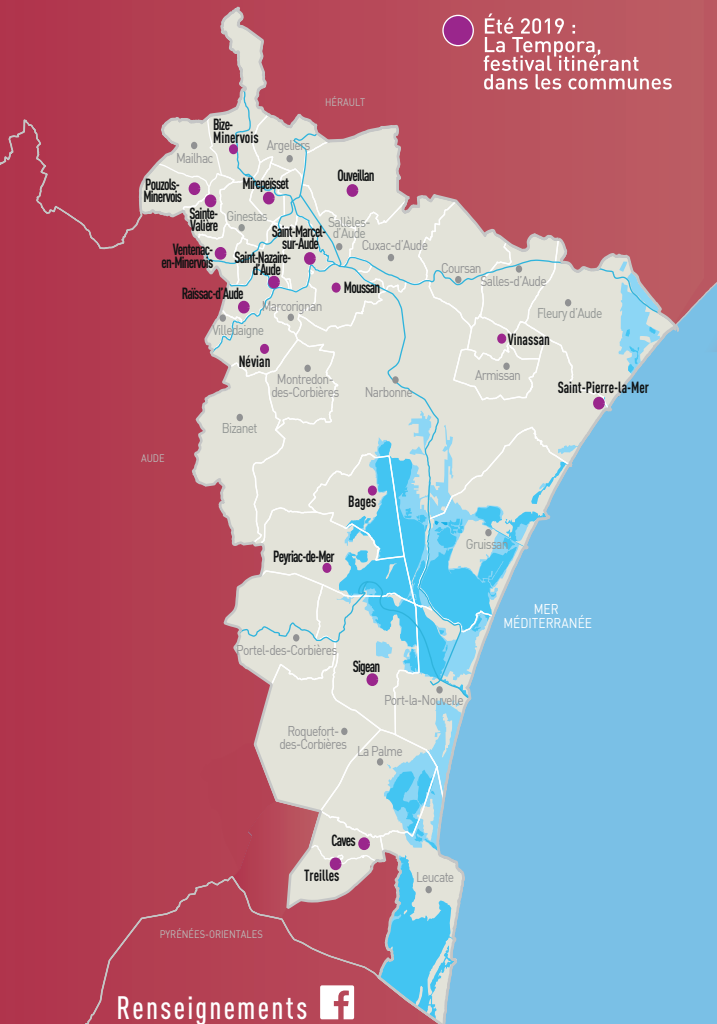 Été 2019 :
La Tempora,
festival itinérant
dans les communes
HÉRAULT
Bize-
Minervois
Argeliers
Mailhac
Ouveillan
Pouzols-
Minervois
Mirepeïsset
Sainte-
Valière
Ginestas
Sallèles-
d'Aude
Saint-Marcel-
sur-Aude
Cuxac-d'Aude
Ventenac-
en-Minervois
Saint-Nazaire-
d'Aude
Coursan
Salles-d'Aude
Raïssac-d'Aude
Moussan
Marcorignan
Fleury d'Aude
Villedaigne
Vinassan
Névian
Armissan
Montredon-
des-Corbières
Narbonne
Saint-Pierre-la-Mer
Bizanet
AUDE
Bages
Gruissan
Peyriac-de-Mer
MER
MÉDITERRANÉE
Portel-des-Corbières
Sigean
Port-la-Nouvelle
Roquefort-
des-Corbières
La Palme
Caves
Treilles
Leucate
PYRÉNÉES-ORIENTALES
Renseignements f